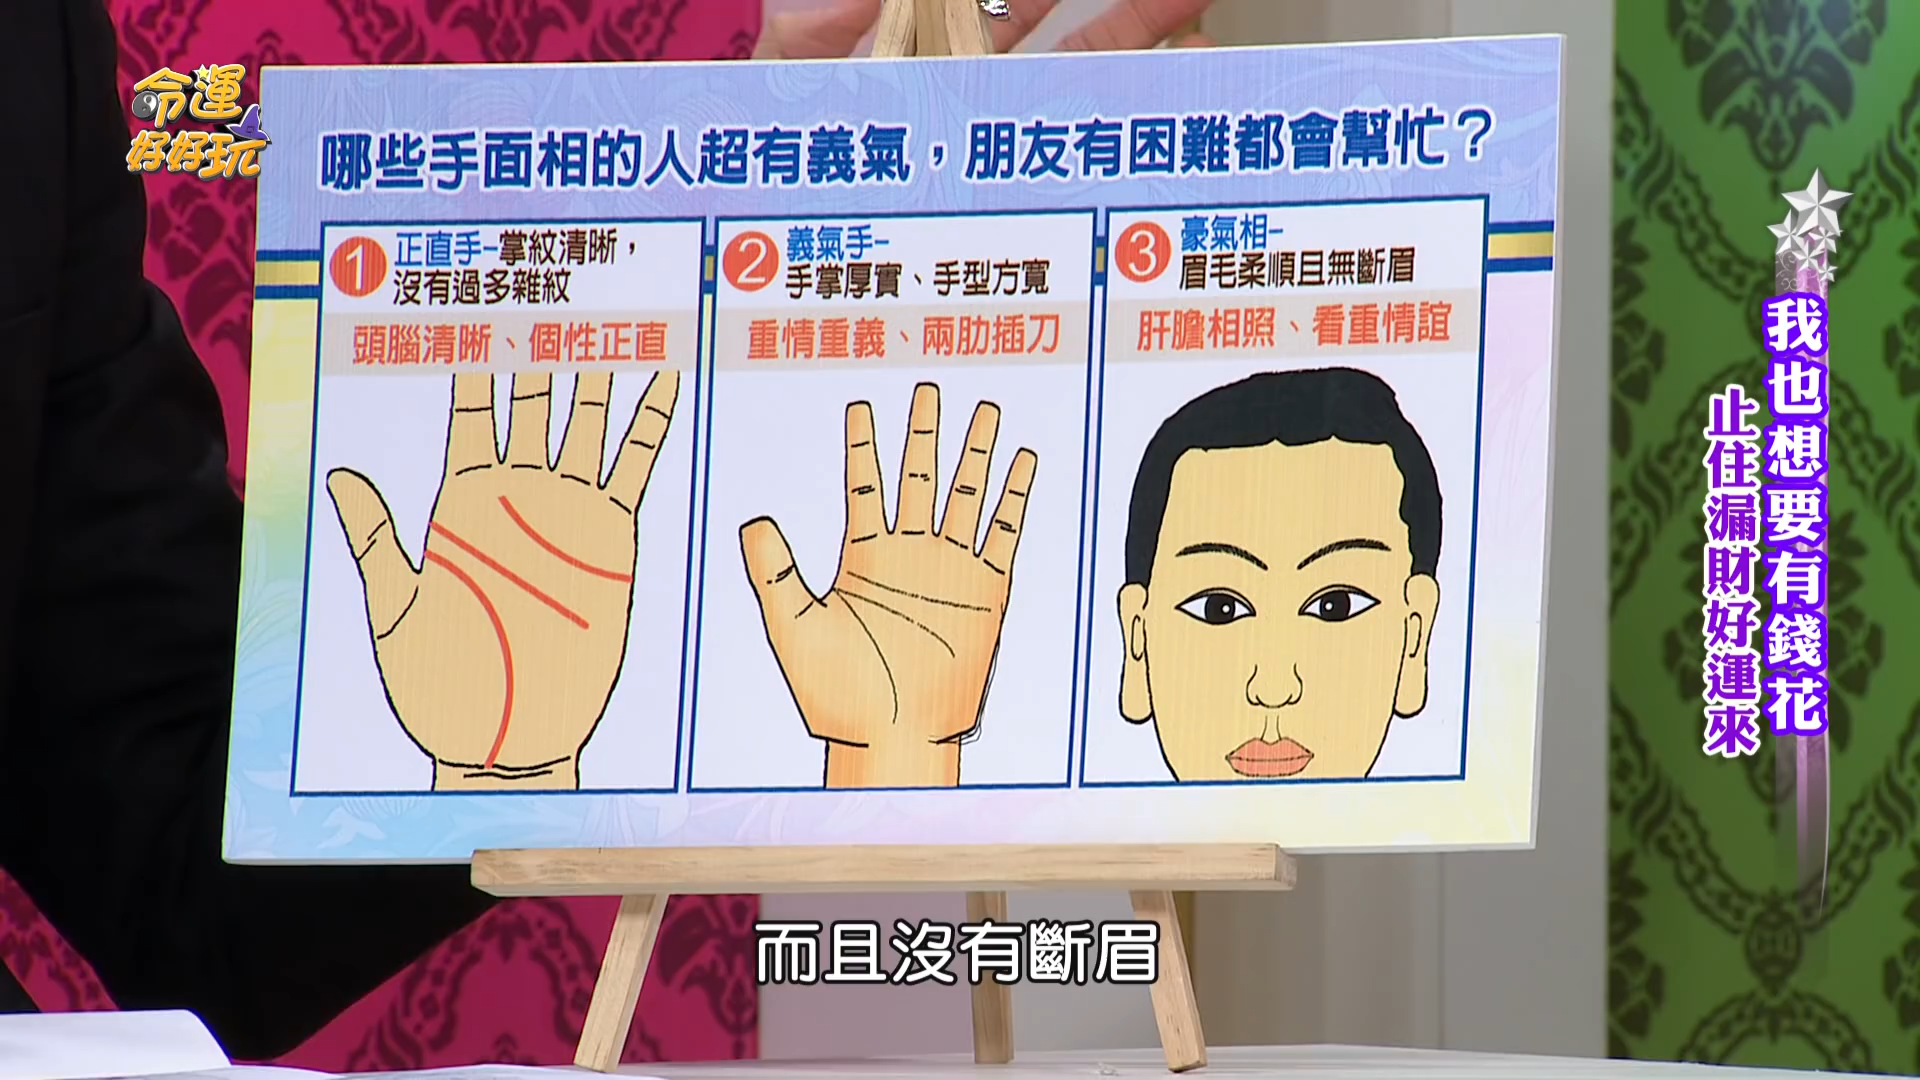 命運
好好玩
哪些手面相的人超有義氣，朋友有困難都會幫忙？
1 正直手-掌紋清晰，
沒有過多雜紋
頭腦清晰、個性正直
2 義氣手-
手掌厚實、手型方寬
重情重義、兩肋插刀
3 豪氣相-
眉毛柔順且無斷眉
肝膽相照、看重情誼
我也想要有錢花
止住漏財好運來
而且沒有斷眉